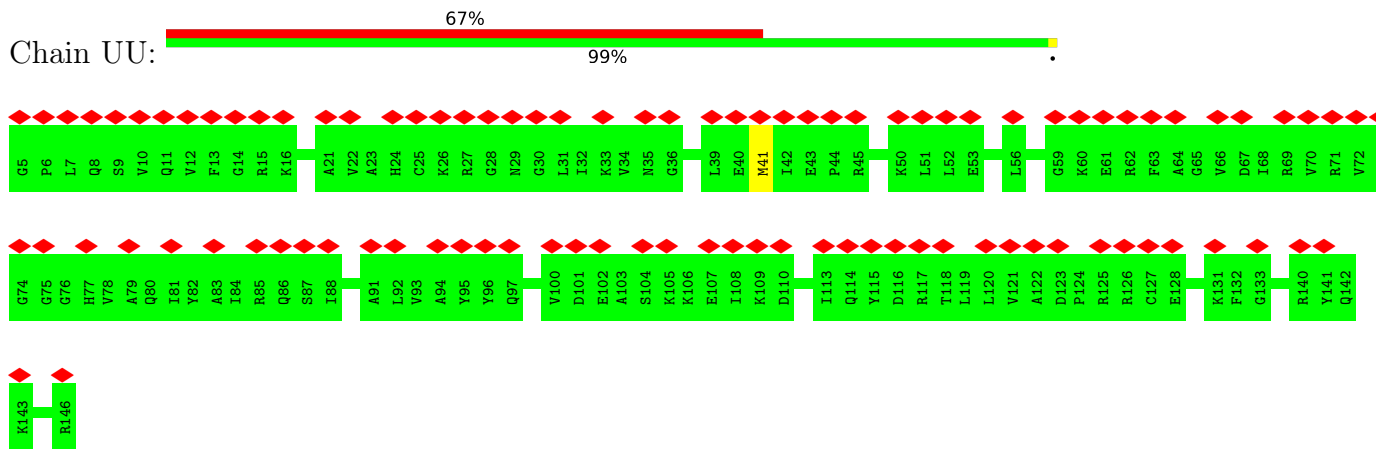 67%
Chain UU:
99%
.
G5 P6 L7 Q8 S9 V10 Q11 V12 F13 G14 R15 K16 A21 V22 A23 H24 C25 K26 R27 G28 N29 G30 L31 I32 K33 V34 N35 G36 L39 E40 M41 I42 E43 P44 R45 K50 L51 L52 E53 L56 G59 K60 E61 R62 F63 A64 G65 V66 D67 I68 R69 V70 R71 V72
G74 G75 G76 H77 V78 A79 Q80 I81 Y82 A83 I84 R85 Q86 S87 I88 A91 L92 V93 A94 Y95 Y96 Q97 V100 D101 E102 A103 S104 K105 K106 E107 I108 K109 D110 I113 Q114 Y115 D116 R117 T118 L119 L120 V121 A122 D123 P124 R125 R126 C127 E128 K131 F132 G133 R140 Y141 Q142
K143 R146